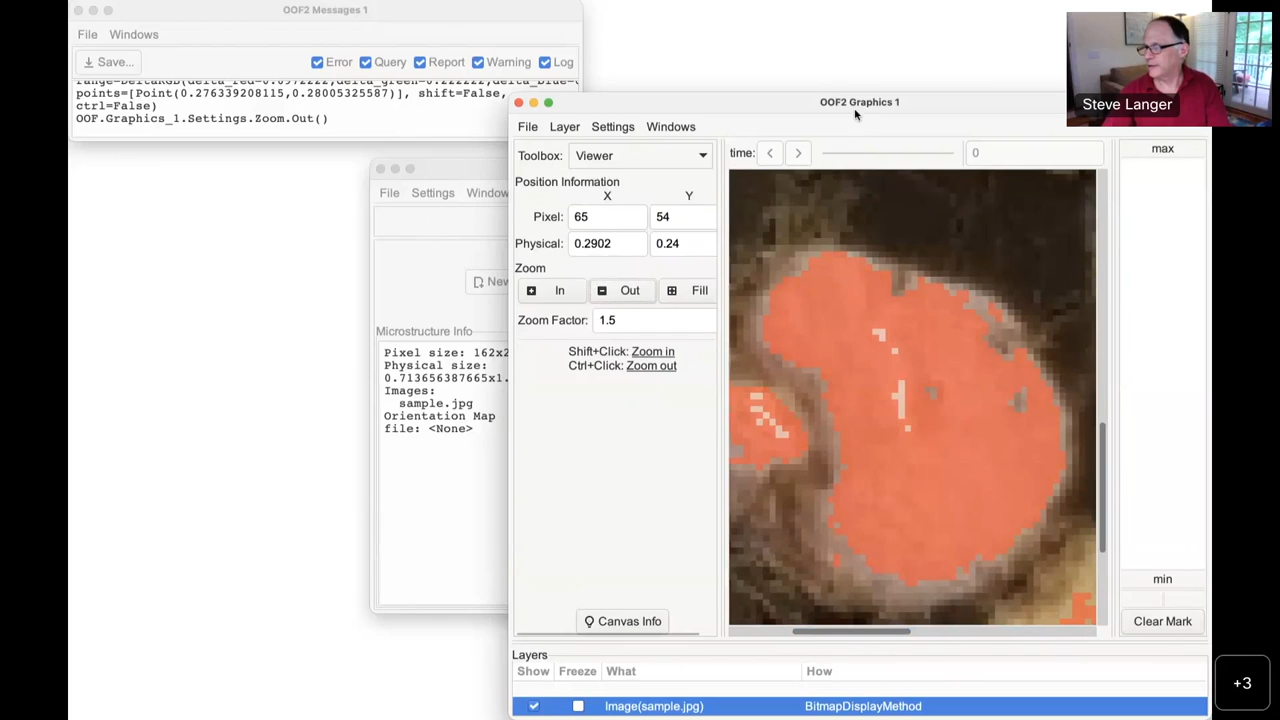 OOF2 Messages 1
File Windows
Save...
Error Query Report Warning Log
points=[Point(0.276339208115,0.28005325587)], shift=False,
ctrl=False)
OOF.Graphics_1.Settings.Zoom.Out()
Steve Langer
OOF2 Graphics 1
File Layer Settings Windows
Toolbox: Viewer
time: 0
max
Position Information
X Y
Pixel: 65 54
Physical: 0.2902 0.24
Zoom
In Out Fill
Zoom Factor: 1.5
Shift+Click: Zoom in
Ctrl+Click: Zoom out
Canvas Info
min
Clear Mark
File Settings Window
New
Microstructure Info
Pixel size: 162x2
Physical size:
0.713656387665x1.
Images:
sample.jpg
Orientation Map
file: <None>
Layers
Show Freeze What How
Image(sample.jpg) BitmapDisplayMethod
+3